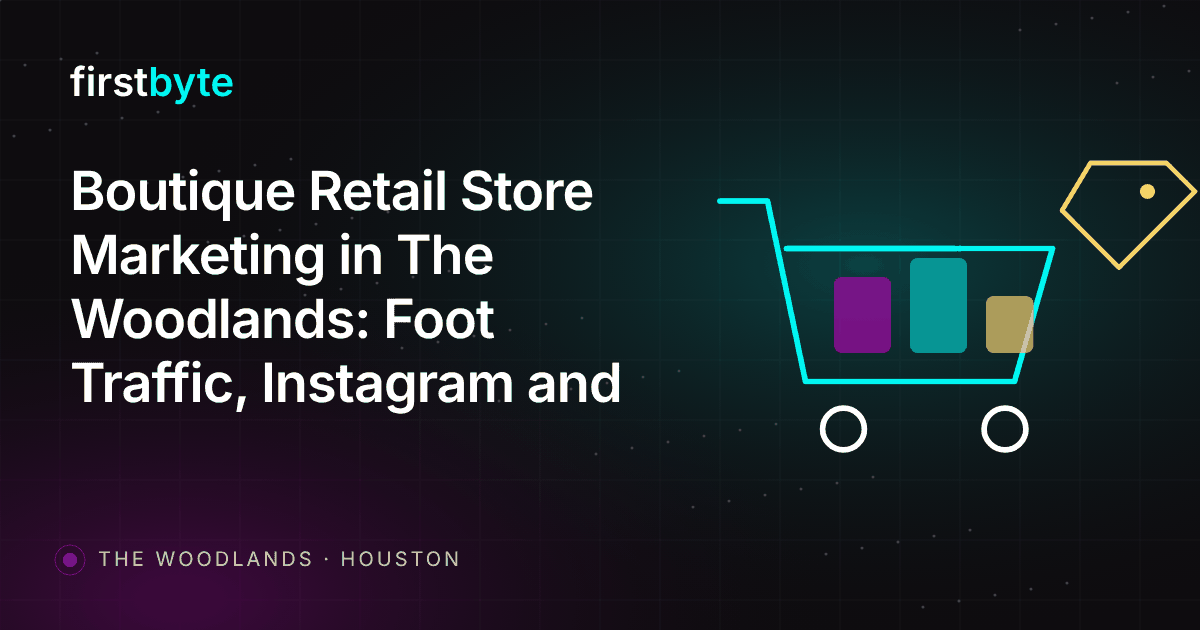 firstbyte
Boutique Retail Store
Marketing in The
Woodlands: Foot
Traffic, Instagram and
THE WOODLANDS · HOUSTON